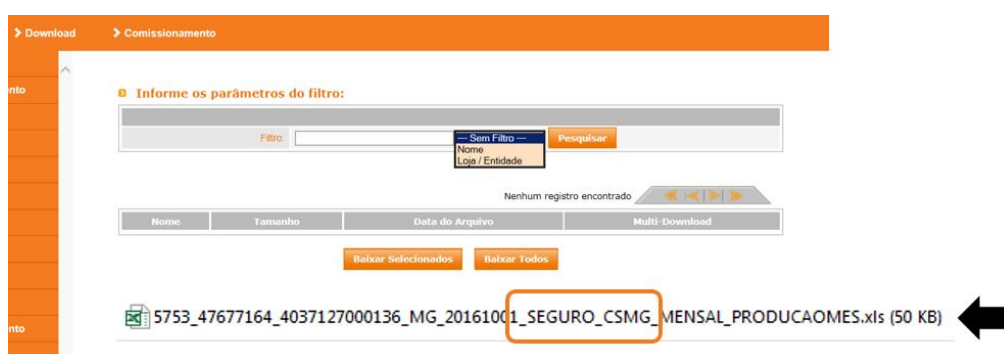 Download
Comissionamento
nto
Informe os parâmetros do filtro:
Filtro:
--- Sem Filtro ---
Nome
Loja / Entidade
Pesquisar
Nenhum registro encontrado
Nome Tamanho Data do Arquivo Multi-Download
Baixar Selecionados Baixar Todos
5753_47677164_4037127000136_MG_20161001_SEGURO_CSMG_MENSAL_PRODUCAOMES.xls (50 KB)
nto